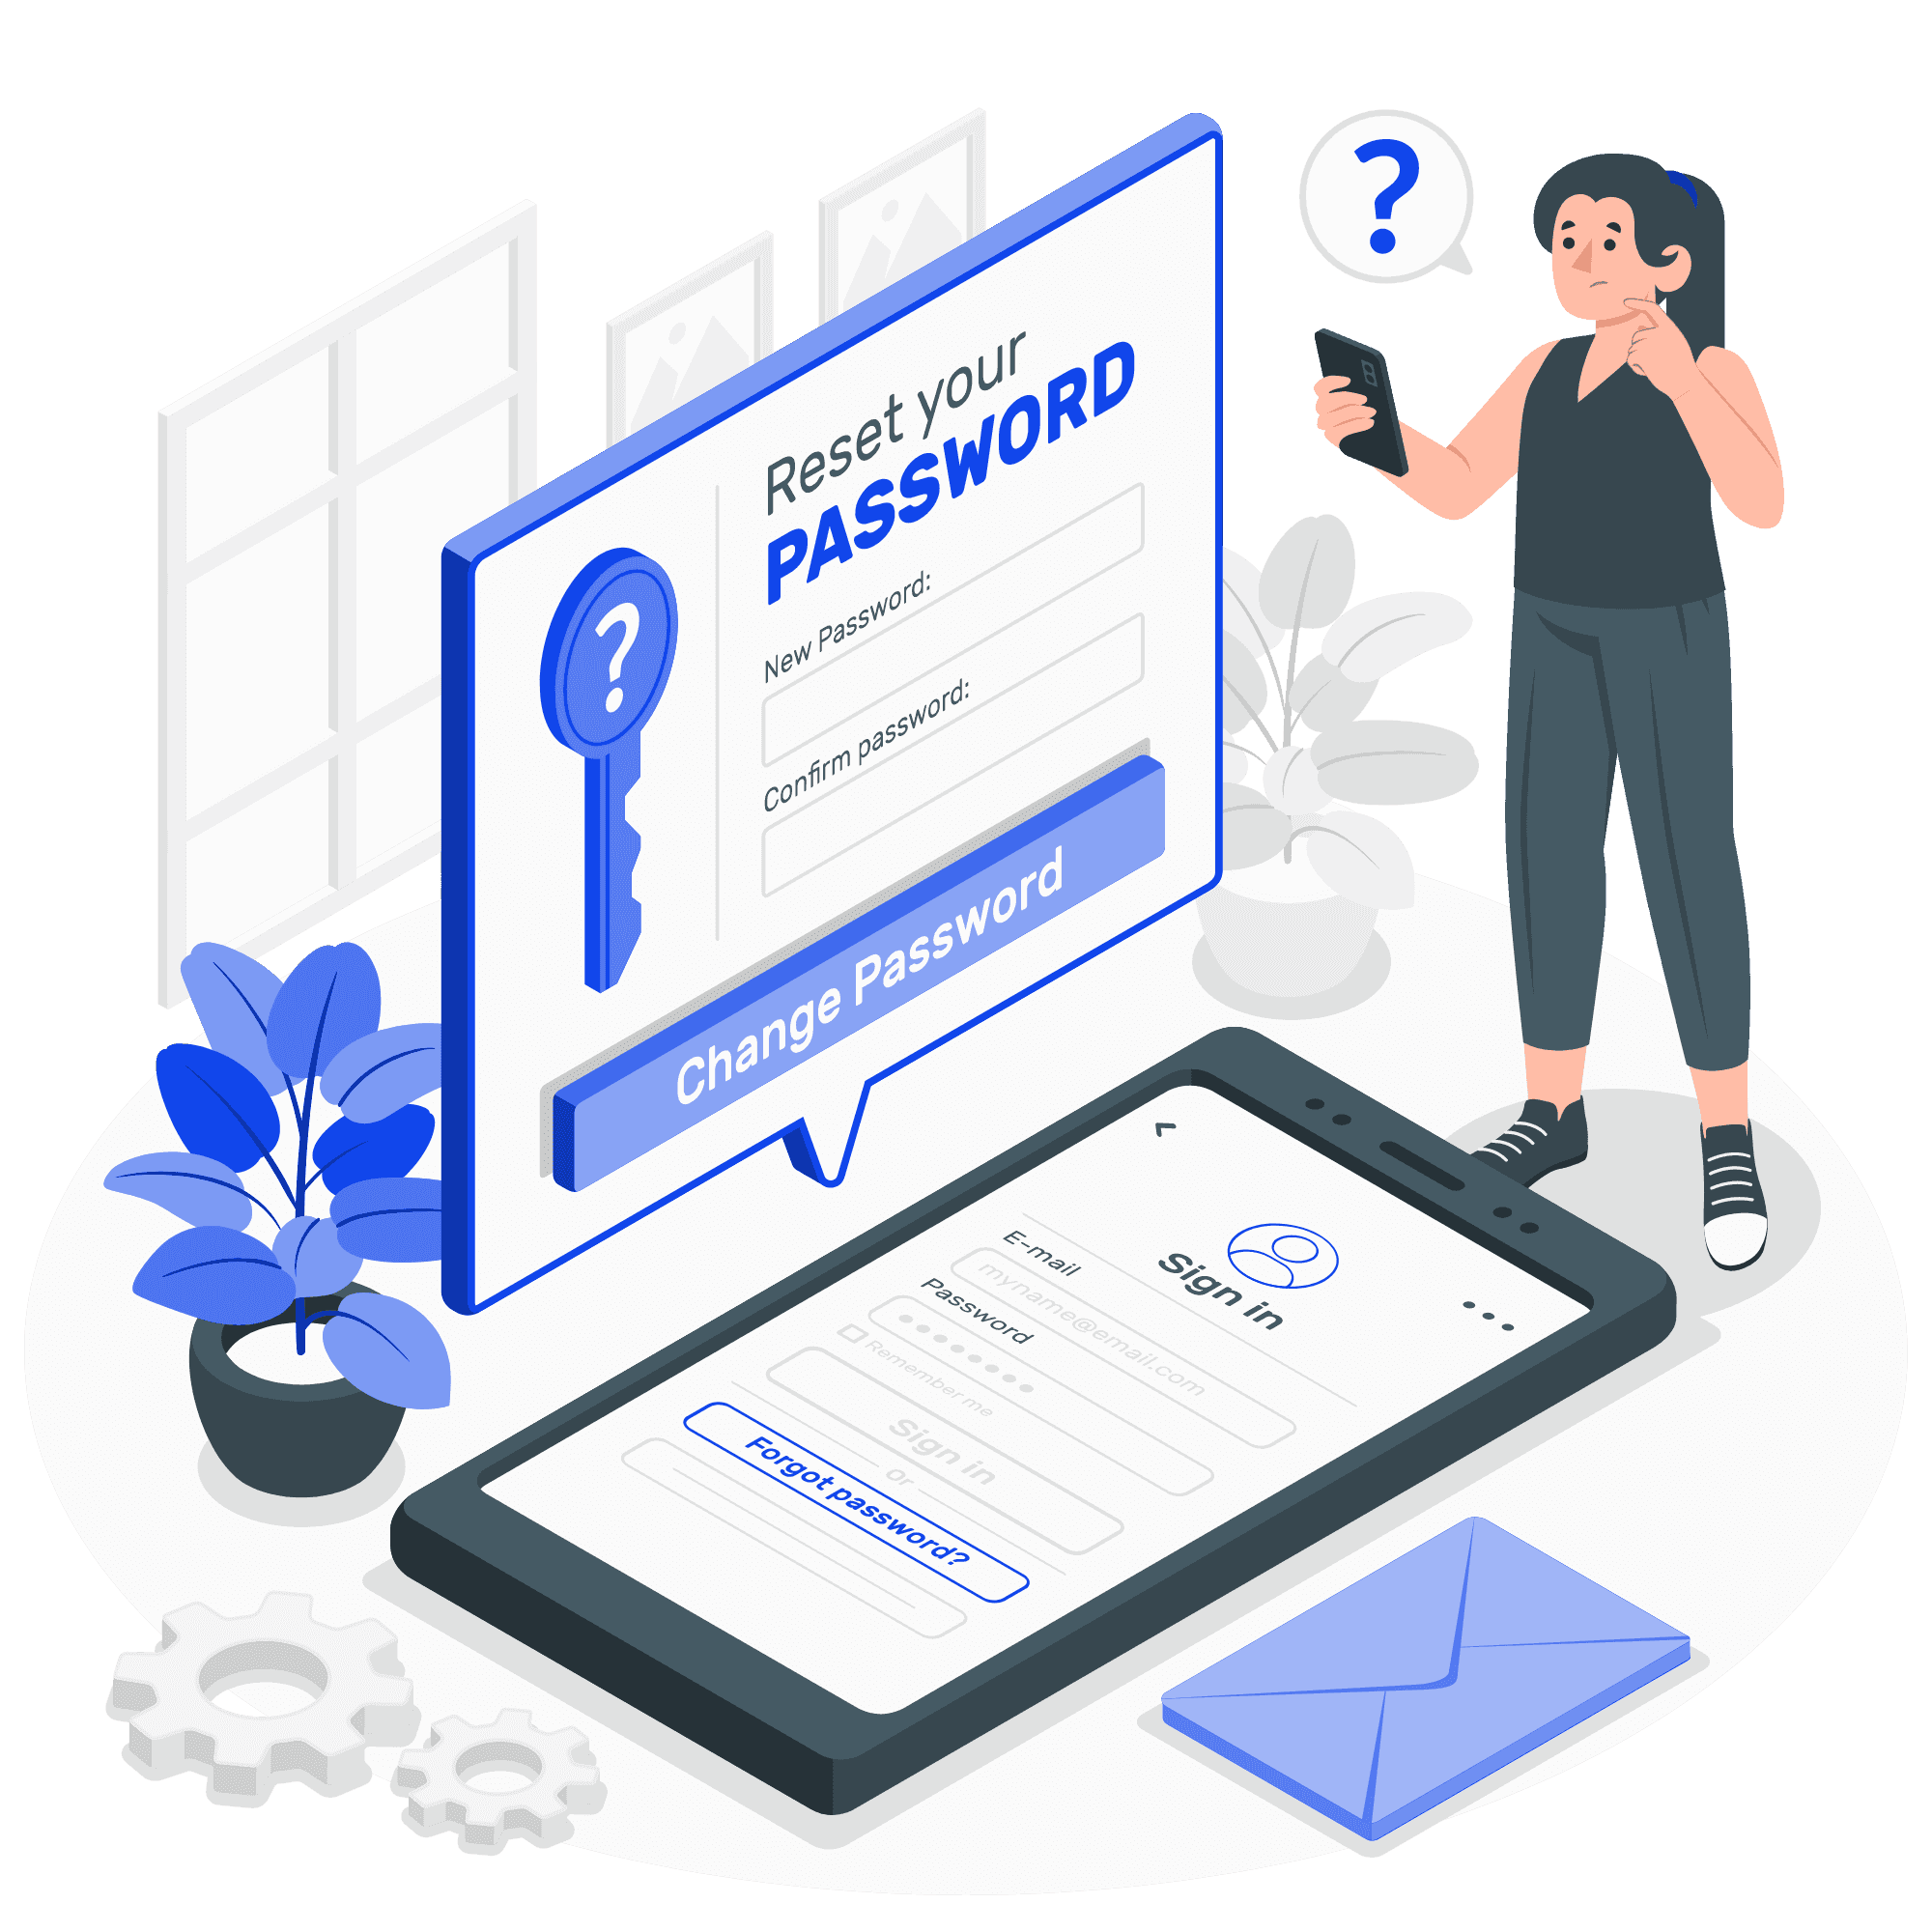 ?
Reset your
PASSWORD
?
New Password:
Confirm password:
Change Password
<
Sign in
E-mail
myname@email.com
Password
Remember me
Sign in
Or
Forgot password?